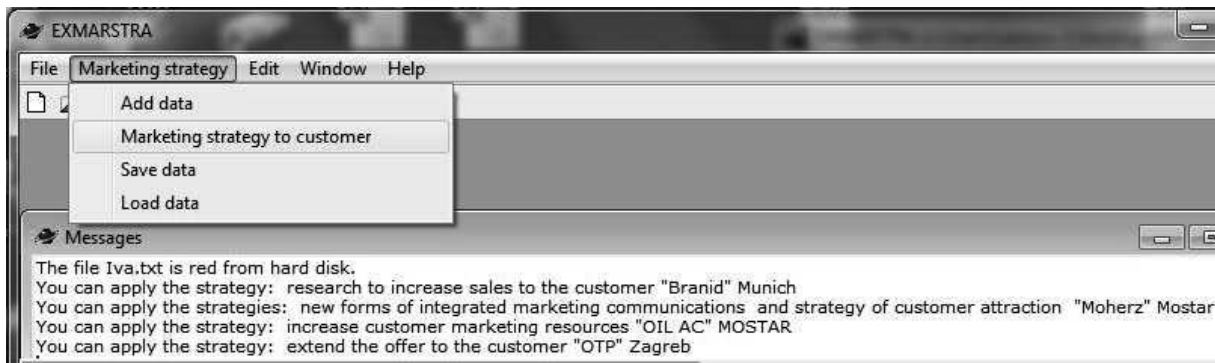 EXMARSTRA
File Marketing strategy Edit Window Help
Add data
Marketing strategy to customer
Save data
Load data
Messages
The file Iva.txt is red from hard disk.
You can apply the strategy: research to increase sales to the customer "Branid" Munich
You can apply the strategies: new forms of integrated marketing communications and strategy of customer attraction "Moherz" Mostar
You can apply the strategy: increase customer marketing resources "OIL AC" MOSTAR
You can apply the strategy: extend the offer to the customer "OTP" Zagreb